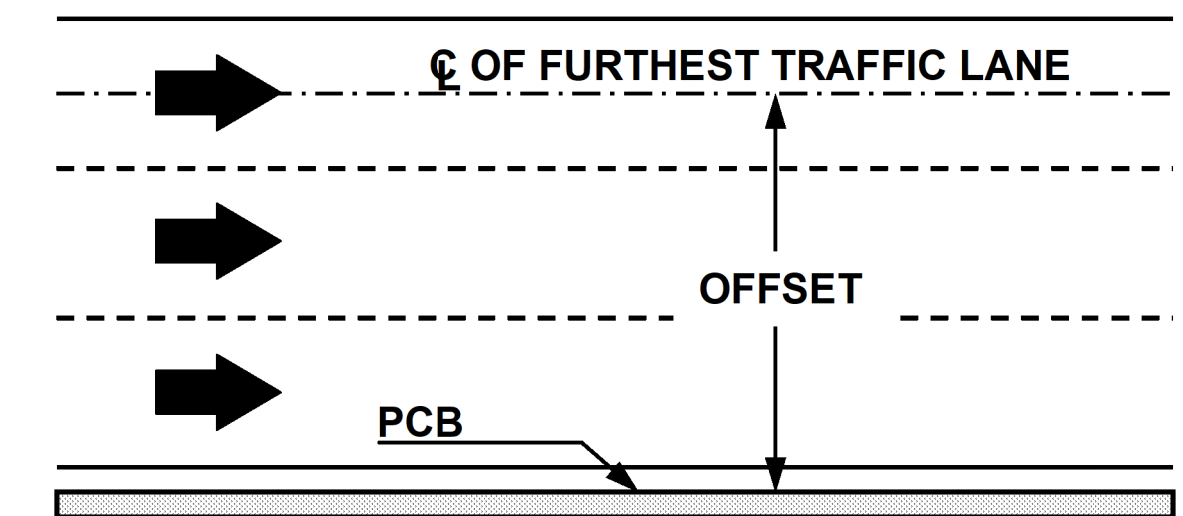 ℄ OF FURTHEST TRAFFIC LANE
OFFSET
PCB